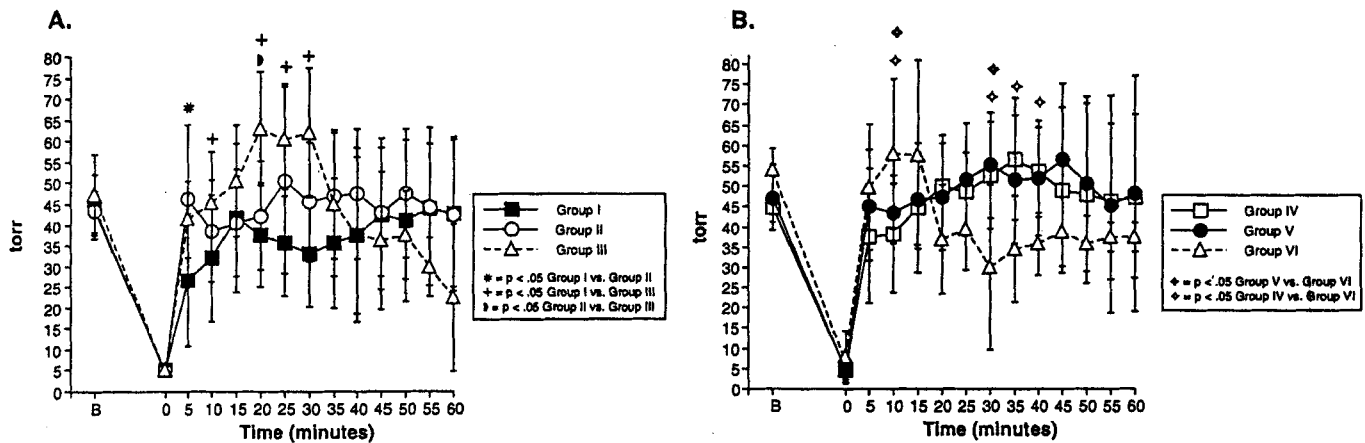 A.
torr
80
75
70
65
60
55
50
45
40
35
30
25
20
15
10
5
0
B 0 5 10 15 20 25 30 35 40 45 50 55 60
Time (minutes)
Group I
Group II
Group III
* = p < .05 Group I vs. Group II
+ = p < .05 Group I vs. Group III
◗ = p < .05 Group II vs. Group III
B.
torr
80
75
70
65
60
55
50
45
40
35
30
25
20
15
10
5
0
B 0 5 10 15 20 25 30 35 40 45 50 55 60
Time (minutes)
Group IV
Group V
Group VI
✦ = p < .05 Group V vs. Group VI
✧ = p < .05 Group IV vs. Group VI